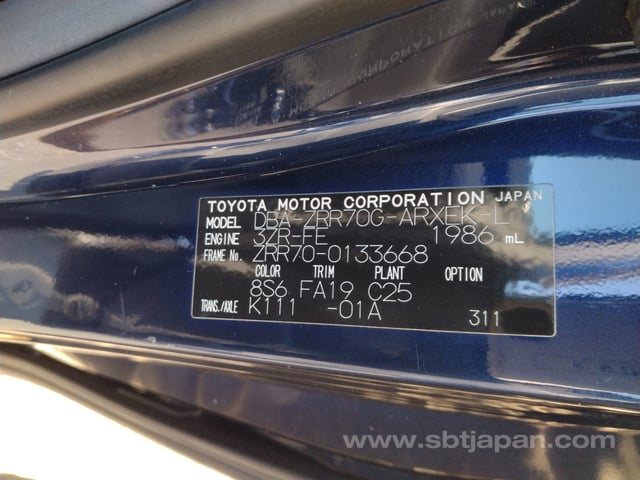 TOYOTA MOTOR CORPORATION JAPAN
MODEL DBA-ZRR70G-ARXEK-L
ENGINE 3ZR-FE 1986 mL
FRAME No. ZRR70-0133668
COLOR TRIM PLANT OPTION
8S6 FA19 C25
TRANS./AXLE K111 -01A 311
www.sbtjapan.com